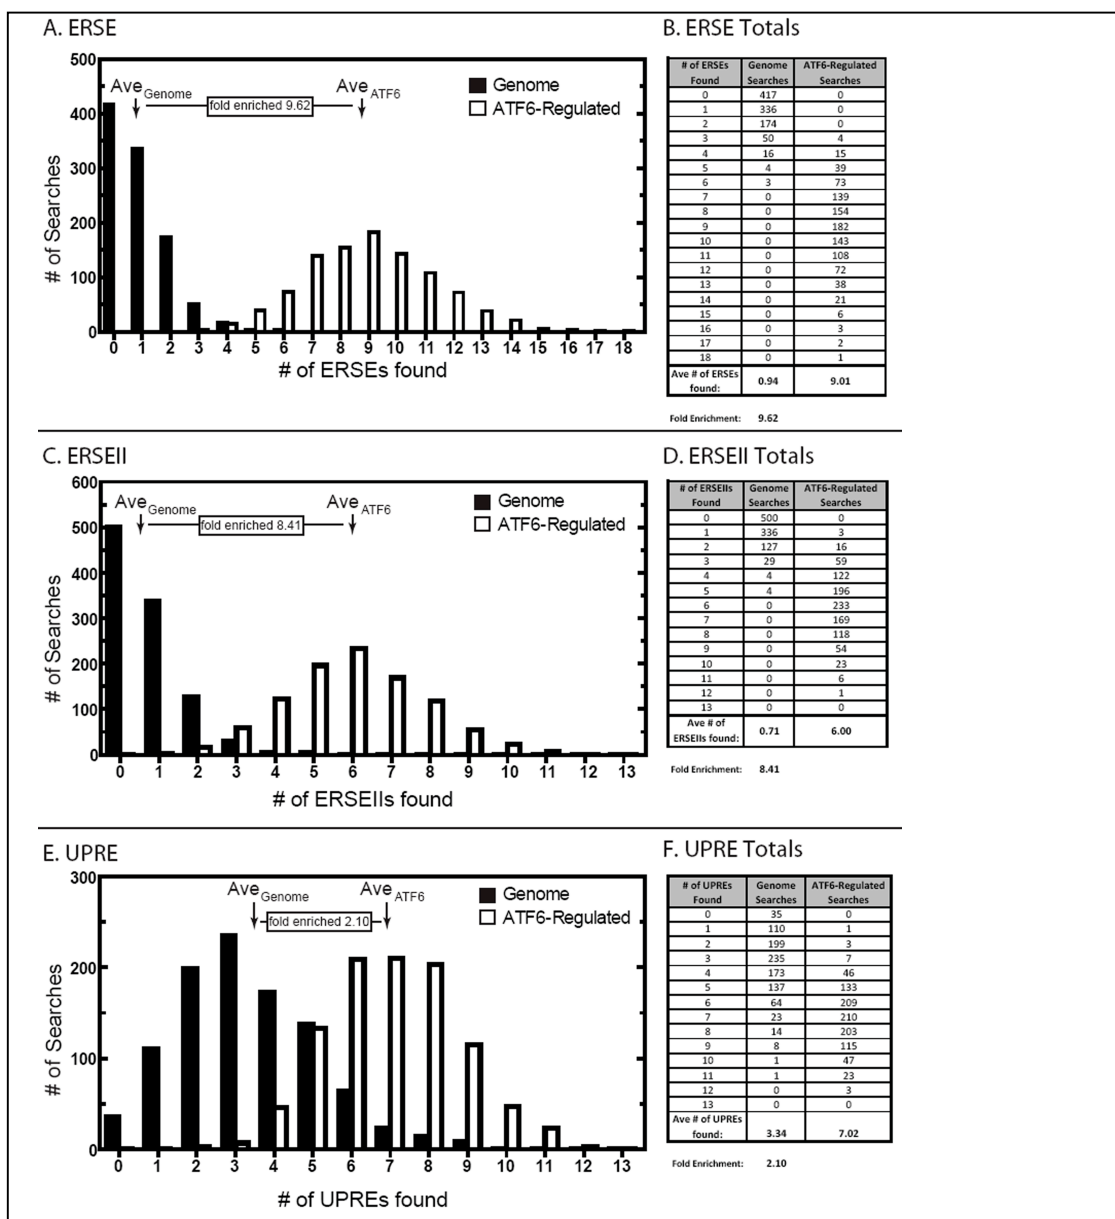 A. ERSE
500
400
300
200
100
0
# of Searches
Ave Genome
fold enriched 9.62
Ave ATF6
Genome
ATF6-Regulated
0 1 2 3 4 5 6 7 8 9 10 11 12 13 14 15 16 17 18
# of ERSEs found
B. ERSE Totals
# of ERSEs Genome ATF6-Regulated
Found Searches Searches
0 417 0
1 336 0
2 174 0
3 50 4
4 16 15
5 4 39
6 3 73
7 0 139
8 0 154
9 0 182
10 0 143
11 0 108
12 0 72
13 0 38
14 0 21
15 0 6
16 0 3
17 0 2
18 0 1
Ave # of ERSEs
found: 0.94 9.01
Fold Enrichment: 9.62
C. ERSEII
600
500
400
300
200
100
0
# of Searches
Ave Genome
fold enriched 8.41
Ave ATF6
Genome
ATF6-Regulated
0 1 2 3 4 5 6 7 8 9 10 11 12 13
# of ERSEIIs found
D. ERSEII Totals
# of ERSEIIs Genome ATF6-Regulated
Found Searches Searches
0 500 0
1 336 3
2 127 16
3 29 59
4 4 122
5 4 196
6 0 233
7 0 169
8 0 118
9 0 54
10 0 23
11 0 6
12 0 1
13 0 0
Ave # of
ERSEIIs found: 0.71 6.00
Fold Enrichment: 8.41
E. UPRE
300
200
100
0
# of Searches
Ave Genome
fold enriched 2.10
Ave ATF6
Genome
ATF6-Regulated
0 1 2 3 4 5 6 7 8 9 10 11 12 13
# of UPREs found
F. UPRE Totals
# of UPREs Genome ATF6-Regulated
Found Searches Searches
0 35 0
1 110 1
2 199 3
3 235 7
4 173 46
5 137 133
6 64 209
7 23 210
8 14 203
9 8 115
10 1 47
11 1 23
12 0 3
13 0 0
Ave # of UPREs
found: 3.34 7.02
Fold Enrichment: 2.10